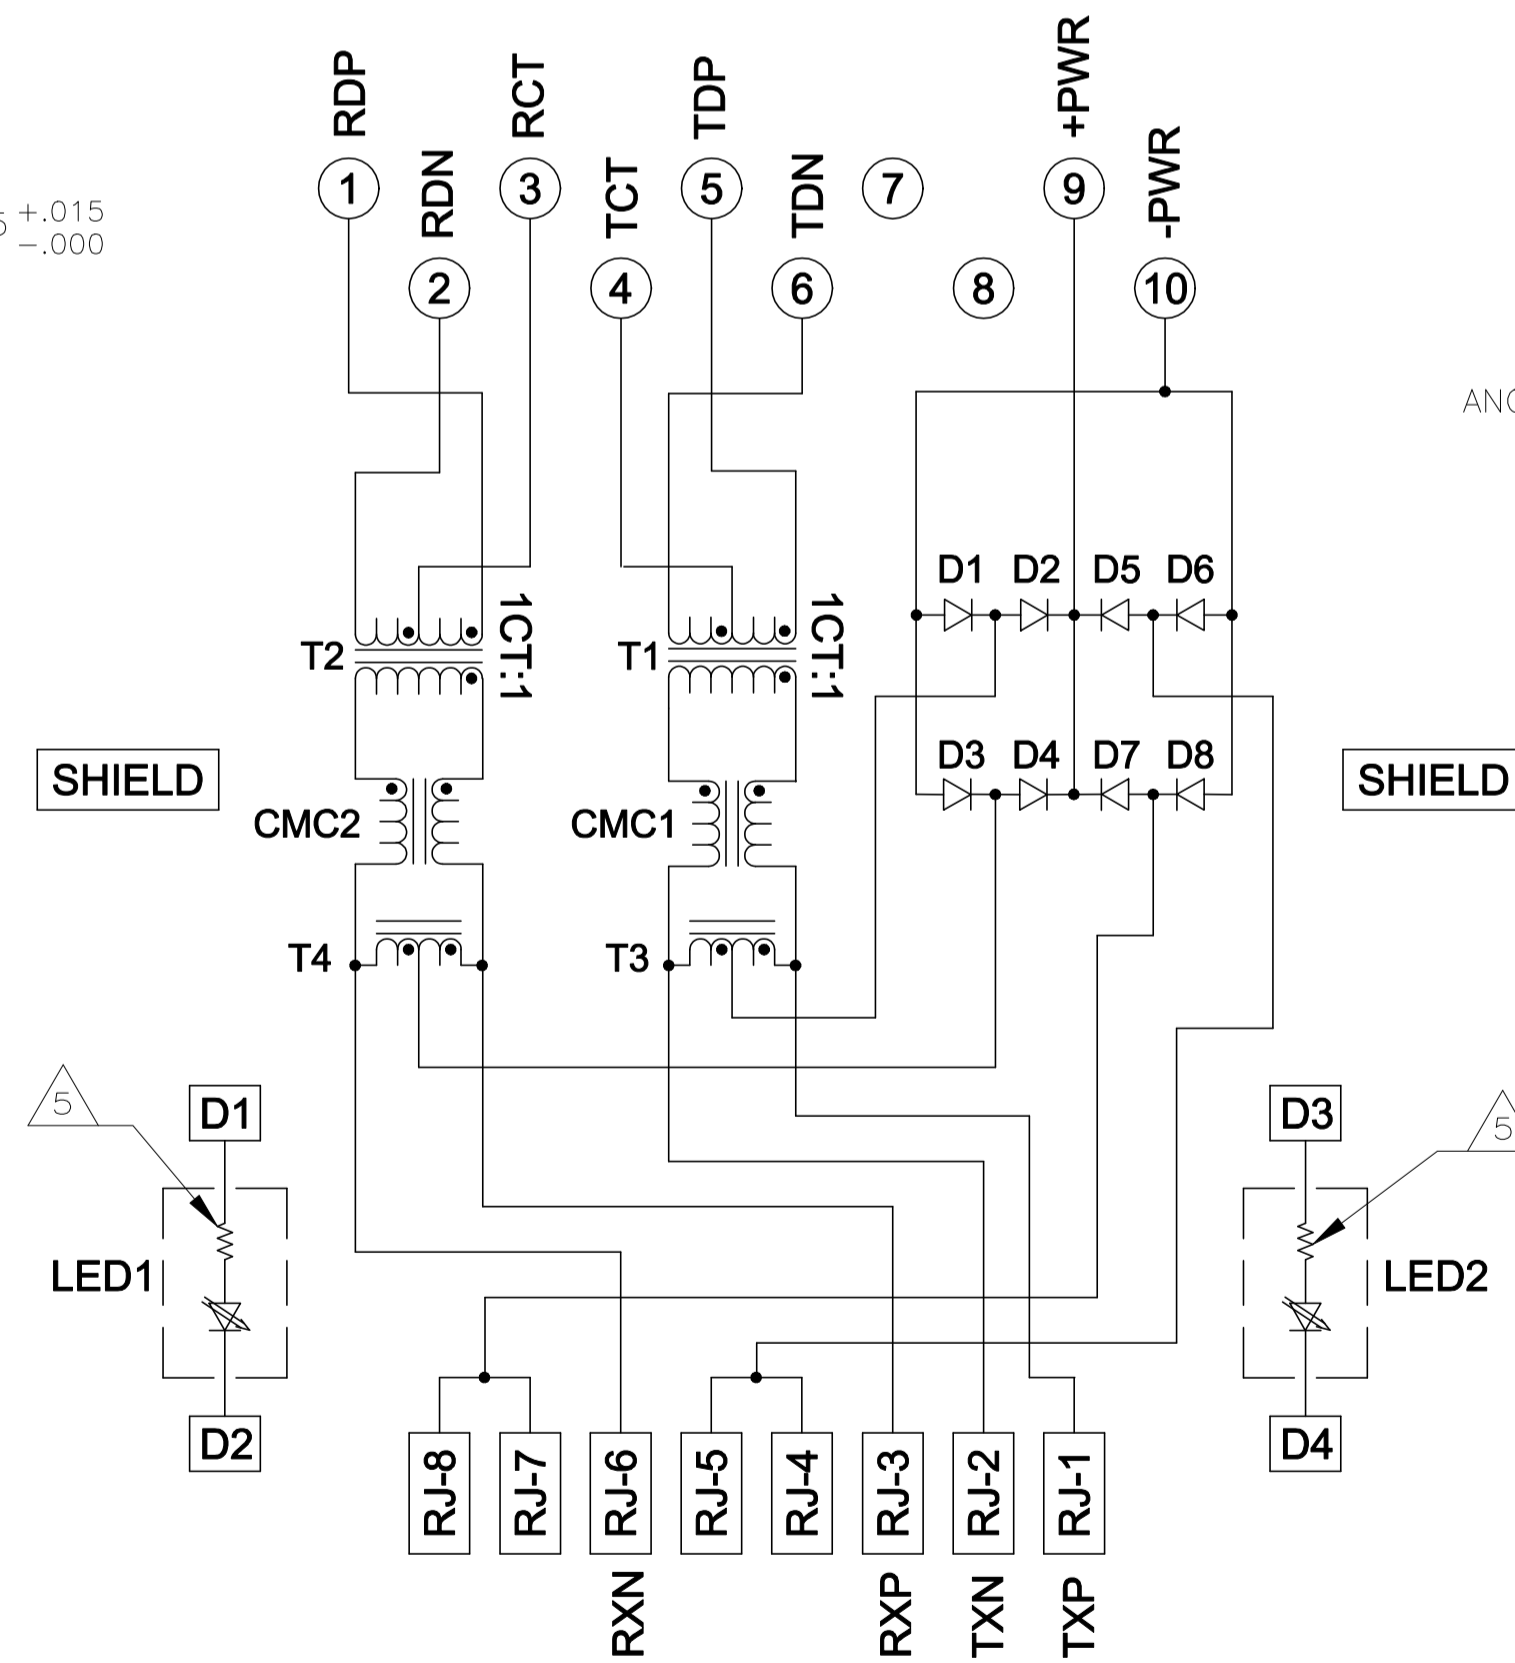 RDP
RCT
TDP
+PWR
RDN
TCT
TDN
-PWR
1
3
5
7
9
+.015
-.000
2
4
6
8
10
D1 D2 D5 D6
T2
1CT:1
T1
1CT:1
D3 D4 D7 D8
SHIELD
SHIELD
CMC2
CMC1
T4
T3
5
D1
D3
5
LED1
LED2
D2
D4
RJ-8
RJ-7
RJ-6
RJ-5
RJ-4
RJ-3
RJ-2
RJ-1
RXN
RXP
TXN
TXP